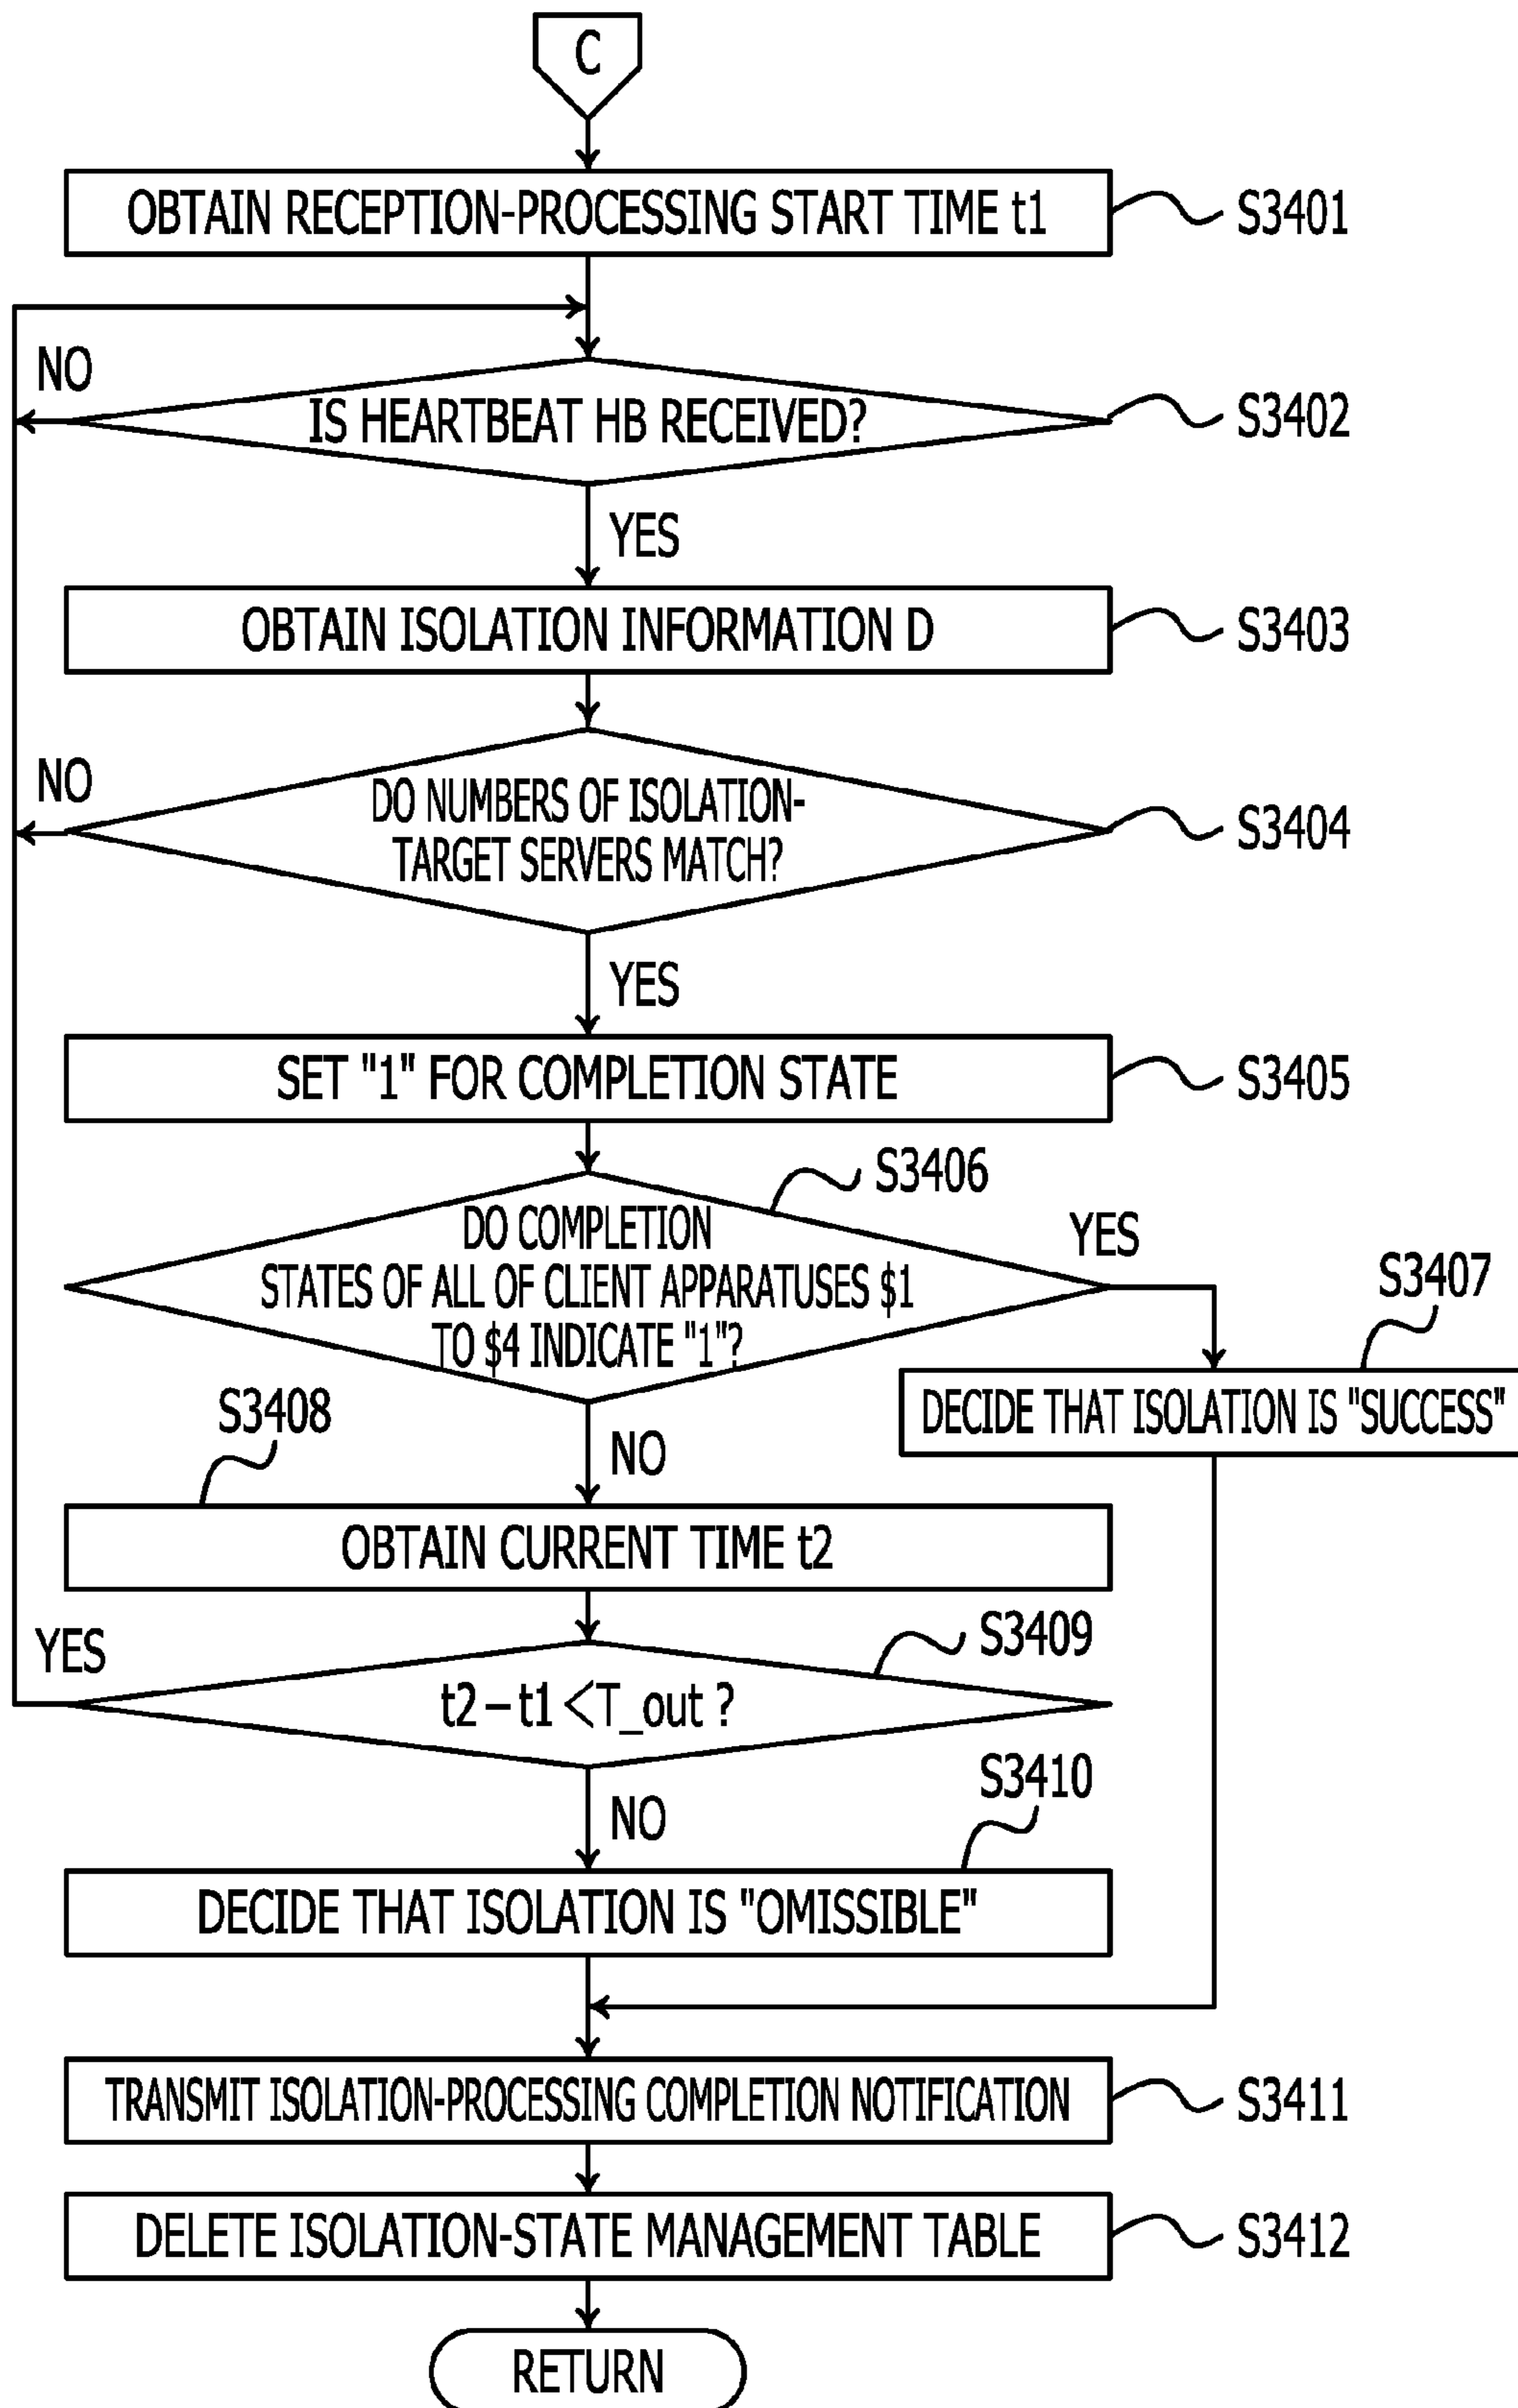 C
OBTAIN RECEPTION-PROCESSING START TIME t1
S3401
NO
IS HEARTBEAT HB RECEIVED?
S3402
YES
OBTAIN ISOLATION INFORMATION D
S3403
NO
DO NUMBERS OF ISOLATION-
TARGET SERVERS MATCH?
S3404
YES
SET "1" FOR COMPLETION STATE
S3405
S3406
DO COMPLETION
STATES OF ALL OF CLIENT APPARATUSES $1
TO $4 INDICATE "1"?
YES
S3407
DECIDE THAT ISOLATION IS "SUCCESS"
NO
S3408
OBTAIN CURRENT TIME t2
YES
S3409
t2 – t1 < T_out ?
NO
S3410
DECIDE THAT ISOLATION IS "OMISSIBLE"
TRANSMIT ISOLATION-PROCESSING COMPLETION NOTIFICATION
S3411
DELETE ISOLATION-STATE MANAGEMENT TABLE
S3412
RETURN